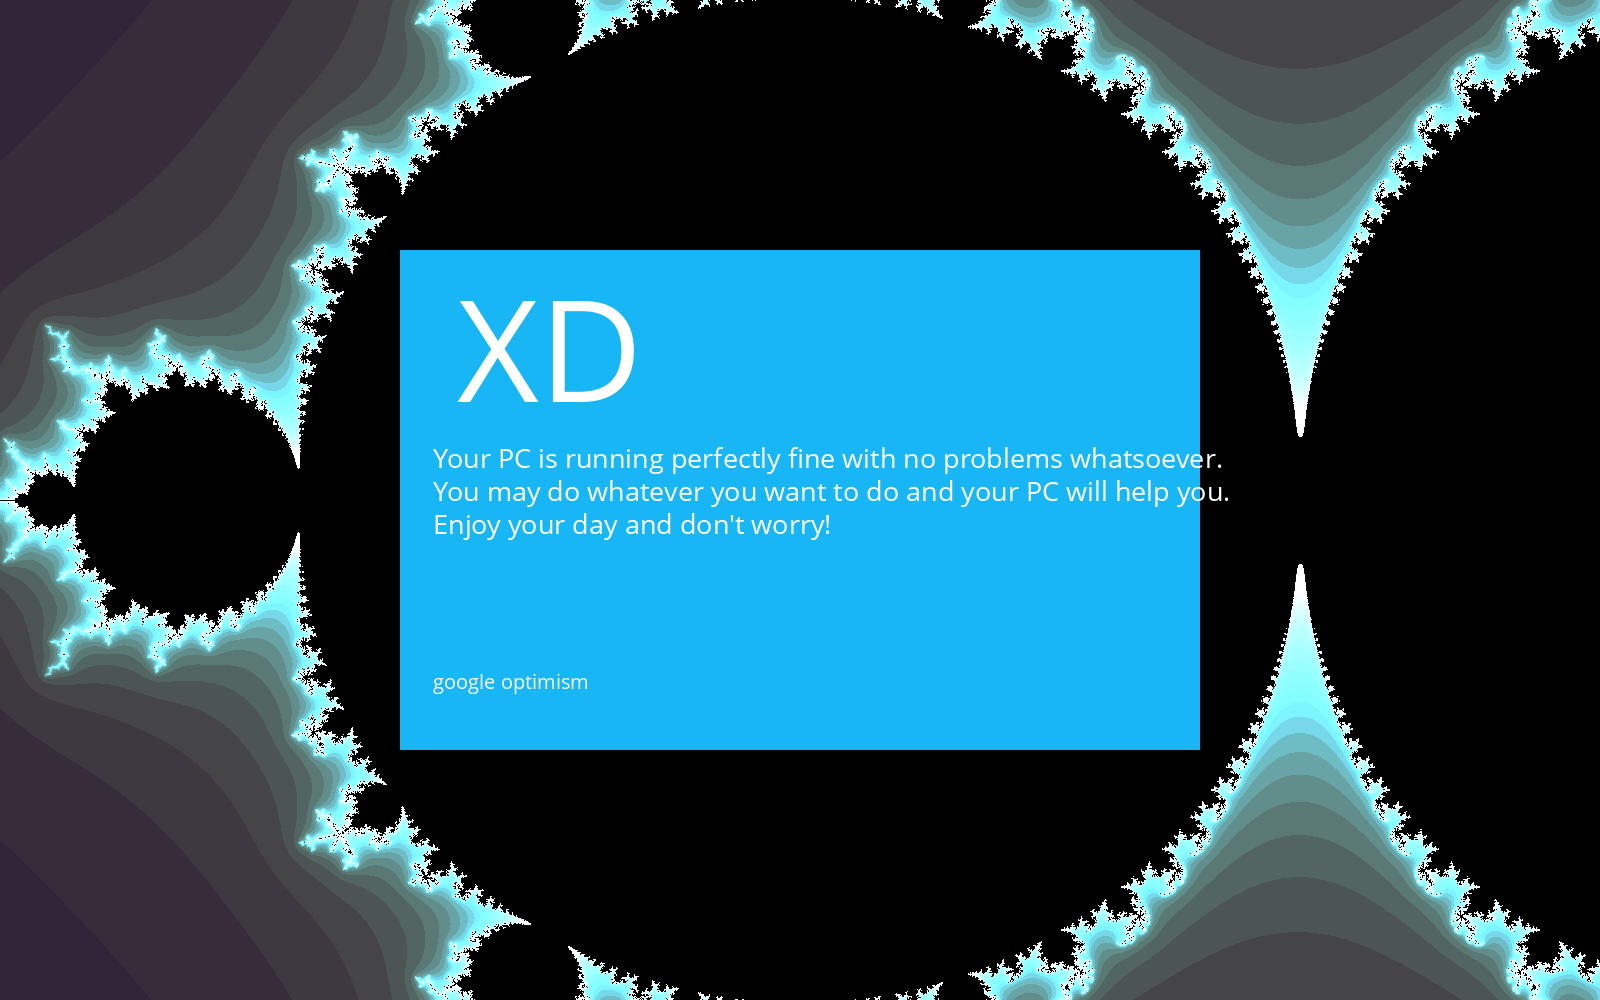 XD
Your PC is running perfectly fine with no problems whatsoever.
You may do whatever you want to do and your PC will help you.
Enjoy your day and don't worry!
google optimism